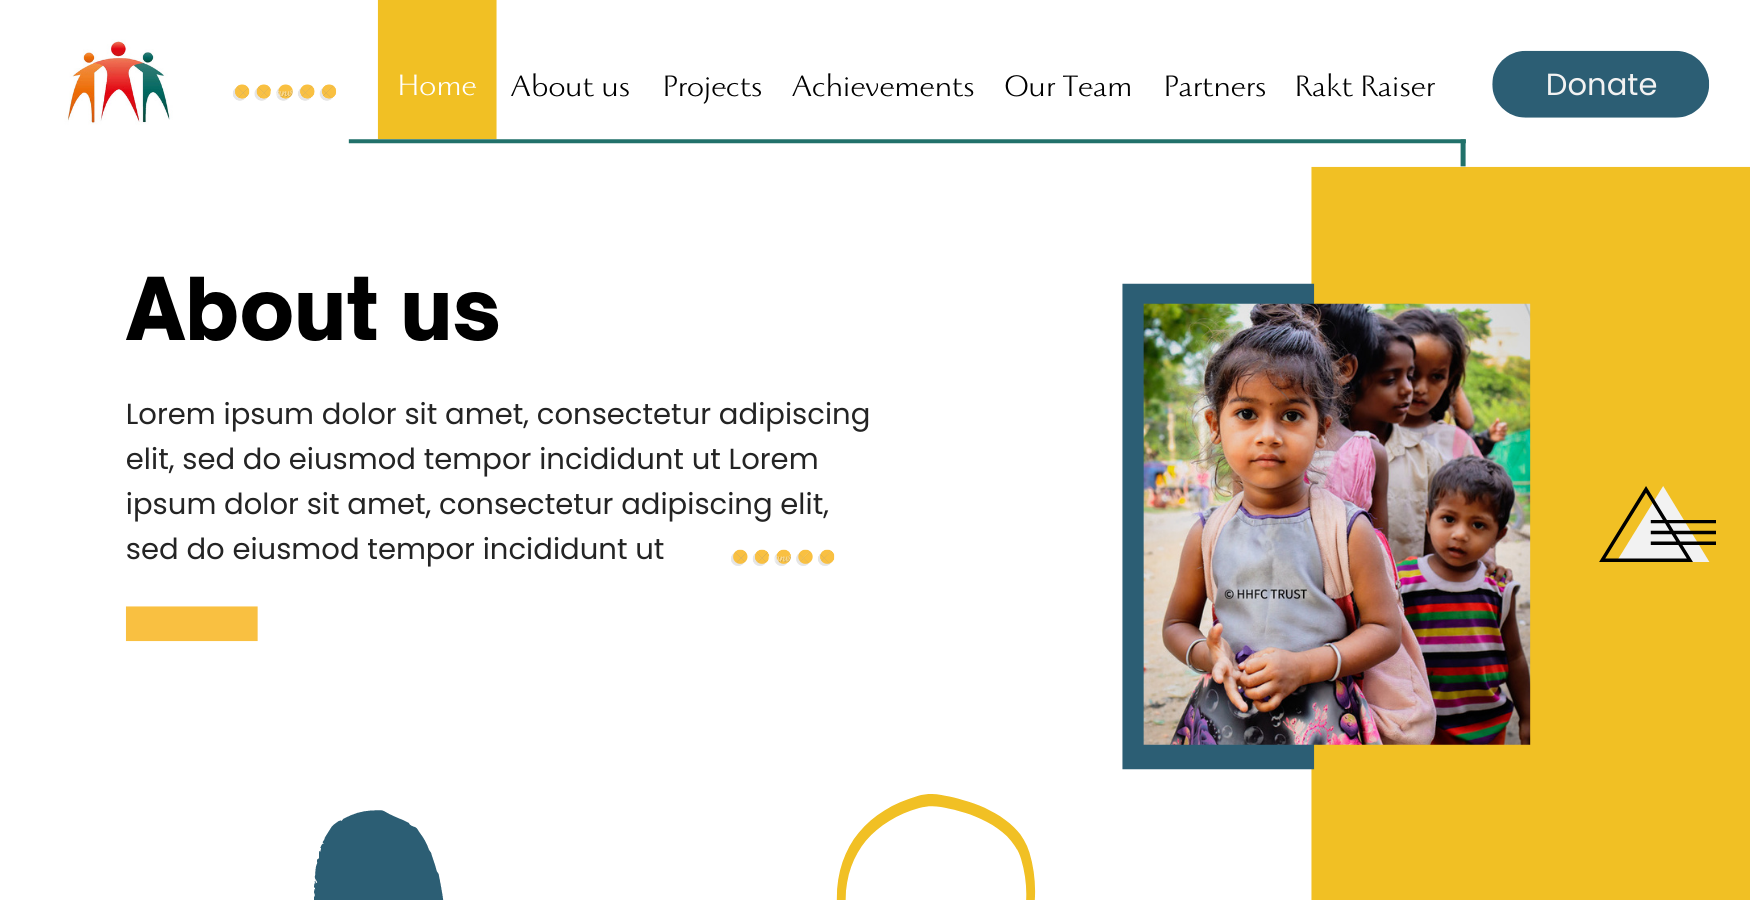 Home About us Projects Achievements Our Team Partners Rakt Raiser Donate
About us
Lorem ipsum dolor sit amet, consectetur adipiscing
elit, sed do eiusmod tempor incididunt ut Lorem
ipsum dolor sit amet, consectetur adipiscing elit,
sed do eiusmod tempor incididunt ut
© HHFC TRUST